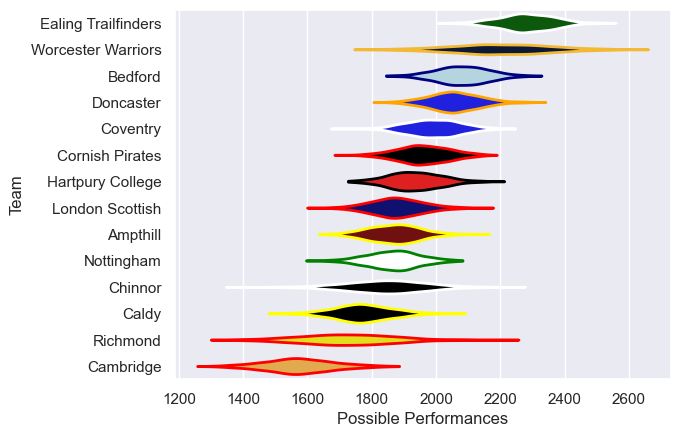 Ealing Trailfinders
Worcester Warriors
Bedford
Doncaster
Coventry
Cornish Pirates
Hartpury College
London Scottish
Ampthill
Nottingham
Chinnor
Caldy
Richmond
Cambridge
Team
1200 1400 1600 1800 2000 2200 2400 2600
Possible Performances